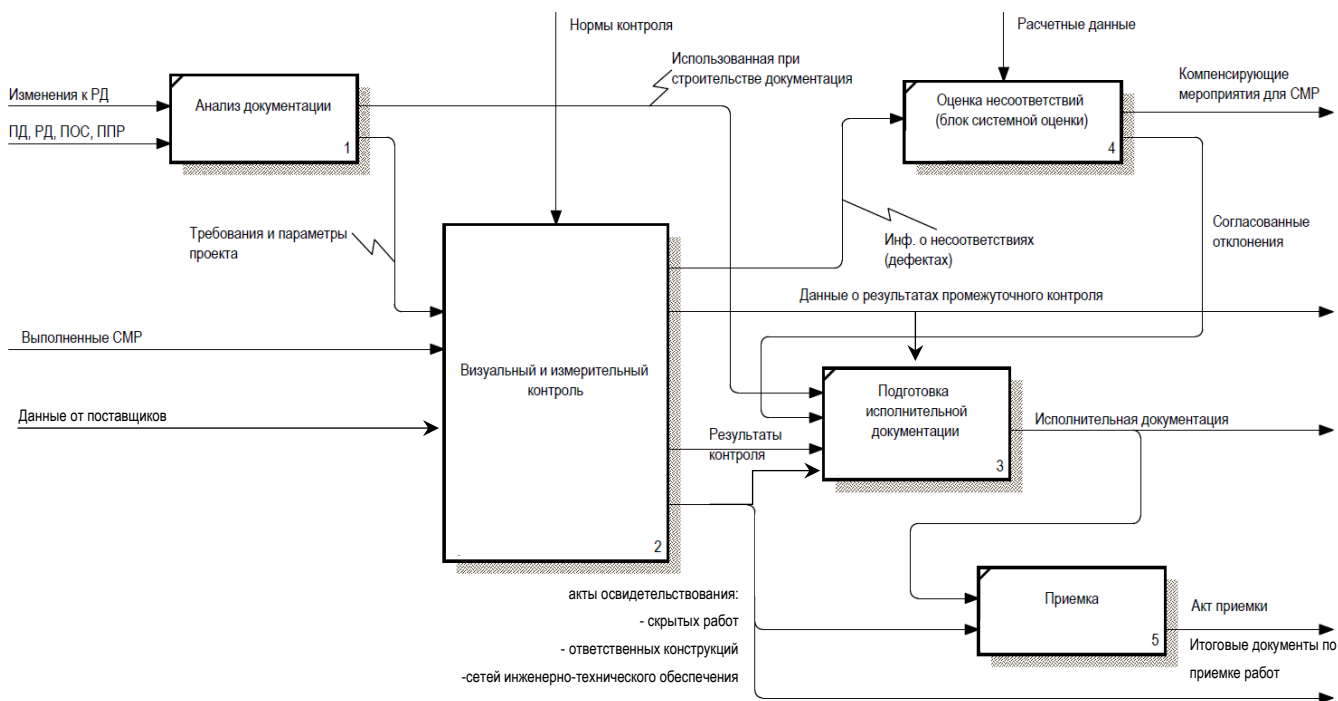 Нормы контроля
Расчетные данные
Использованная при
строительстве документация
Изменения к РД
ПД, РД, ПОС, ППР
Анализ документации
1
Оценка несоответствий
(блок системной оценки)
4
Компенсирующие
мероприятия для СМР
Требования и параметры
проекта
Инф. о несоответствиях
(дефектах)
Согласованные
отклонения
Данные о результатах промежуточного контроля
Выполненные СМР
Данные от поставщиков
Визуальный и измерительный
контроль
2
Результаты
контроля
Подготовка
исполнительной
документации
3
Исполнительная документация
акты освидетельствования:
- скрытых работ
- ответственных конструкций
-сетей инженерно-технического обеспечения
Приемка
5
Акт приемки
Итоговые документы по
приемке работ